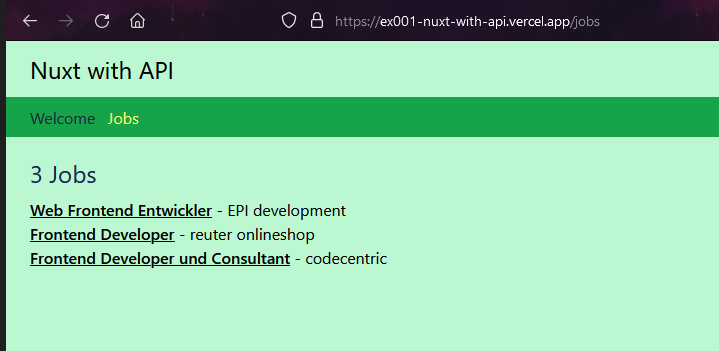 https://ex001-nuxt-with-api.vercel.app/jobs
Nuxt with API
Welcome Jobs
3 Jobs
Web Frontend Entwickler - EPI development
Frontend Developer - reuter onlineshop
Frontend Developer und Consultant - codecentric